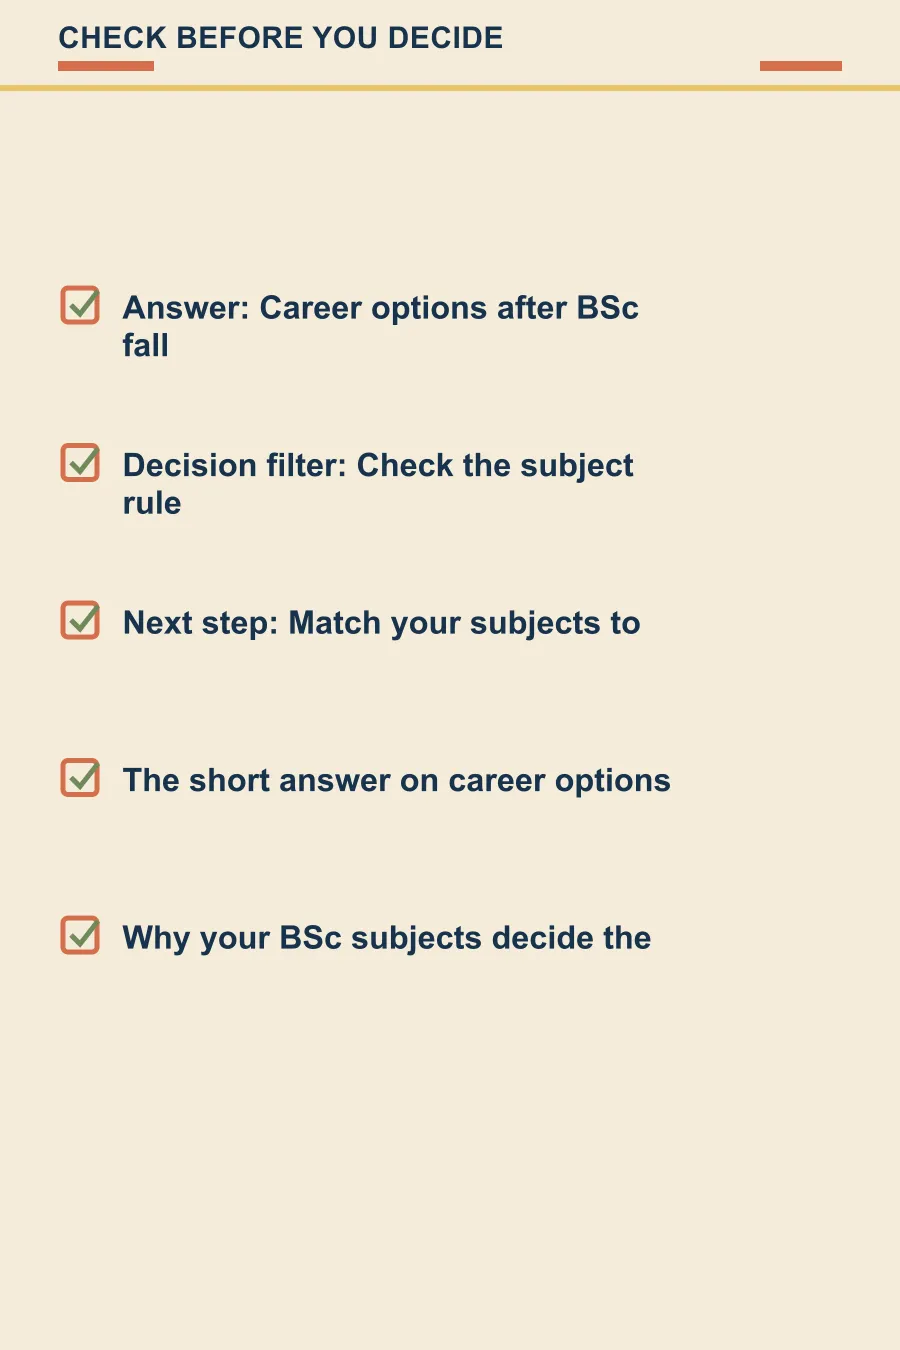 CHECK BEFORE YOU DECIDE
Answer: Career options after BSc
fall
Decision filter: Check the subject
rule
Next step: Match your subjects to
The short answer on career options
Why your BSc subjects decide the